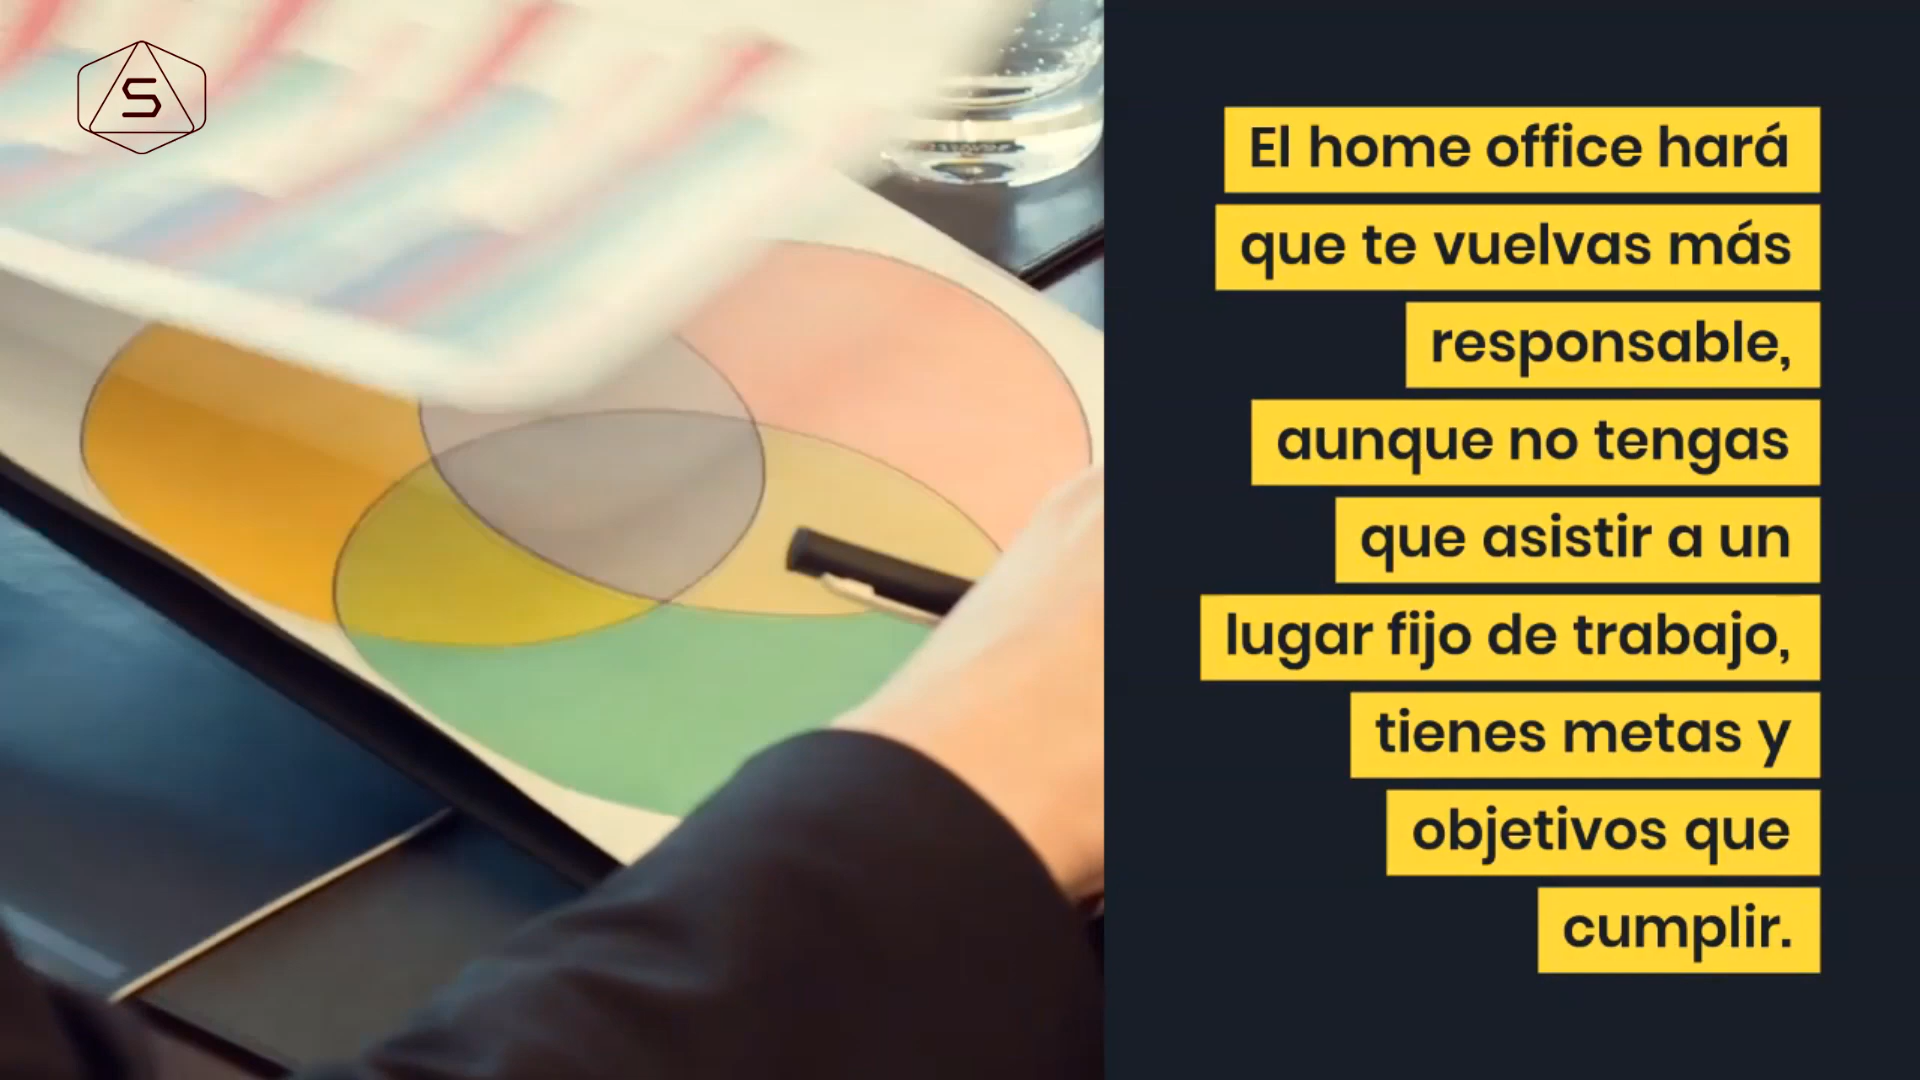 S
El home office hará
que te vuelvas más
responsable,
aunque no tengas
que asistir a un
lugar fijo de trabajo,
tienes metas y
objetivos que
cumplir.